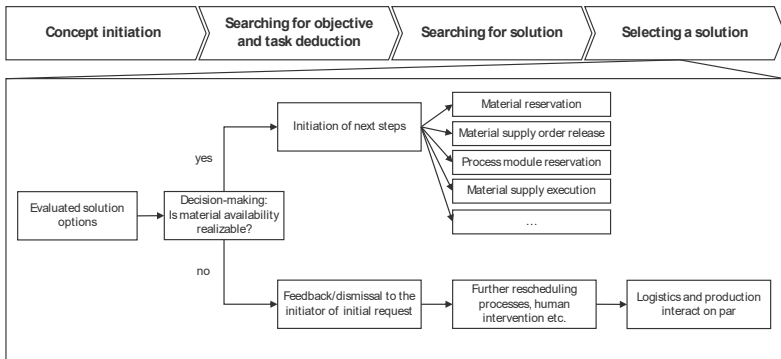 Concept initiation
Searching for objective
and task deduction
Searching for solution
Selecting a solution
Initiation of next steps
Material reservation
Material supply order release
Process module reservation
Material supply execution
...
yes
Evaluated solution
options
Decision-making:
Is material availability
realizable?
no
Feedback/dismissal to the
initiator of initial request
Further rescheduling
processes, human
intervention etc.
Logistics and production
interact on par